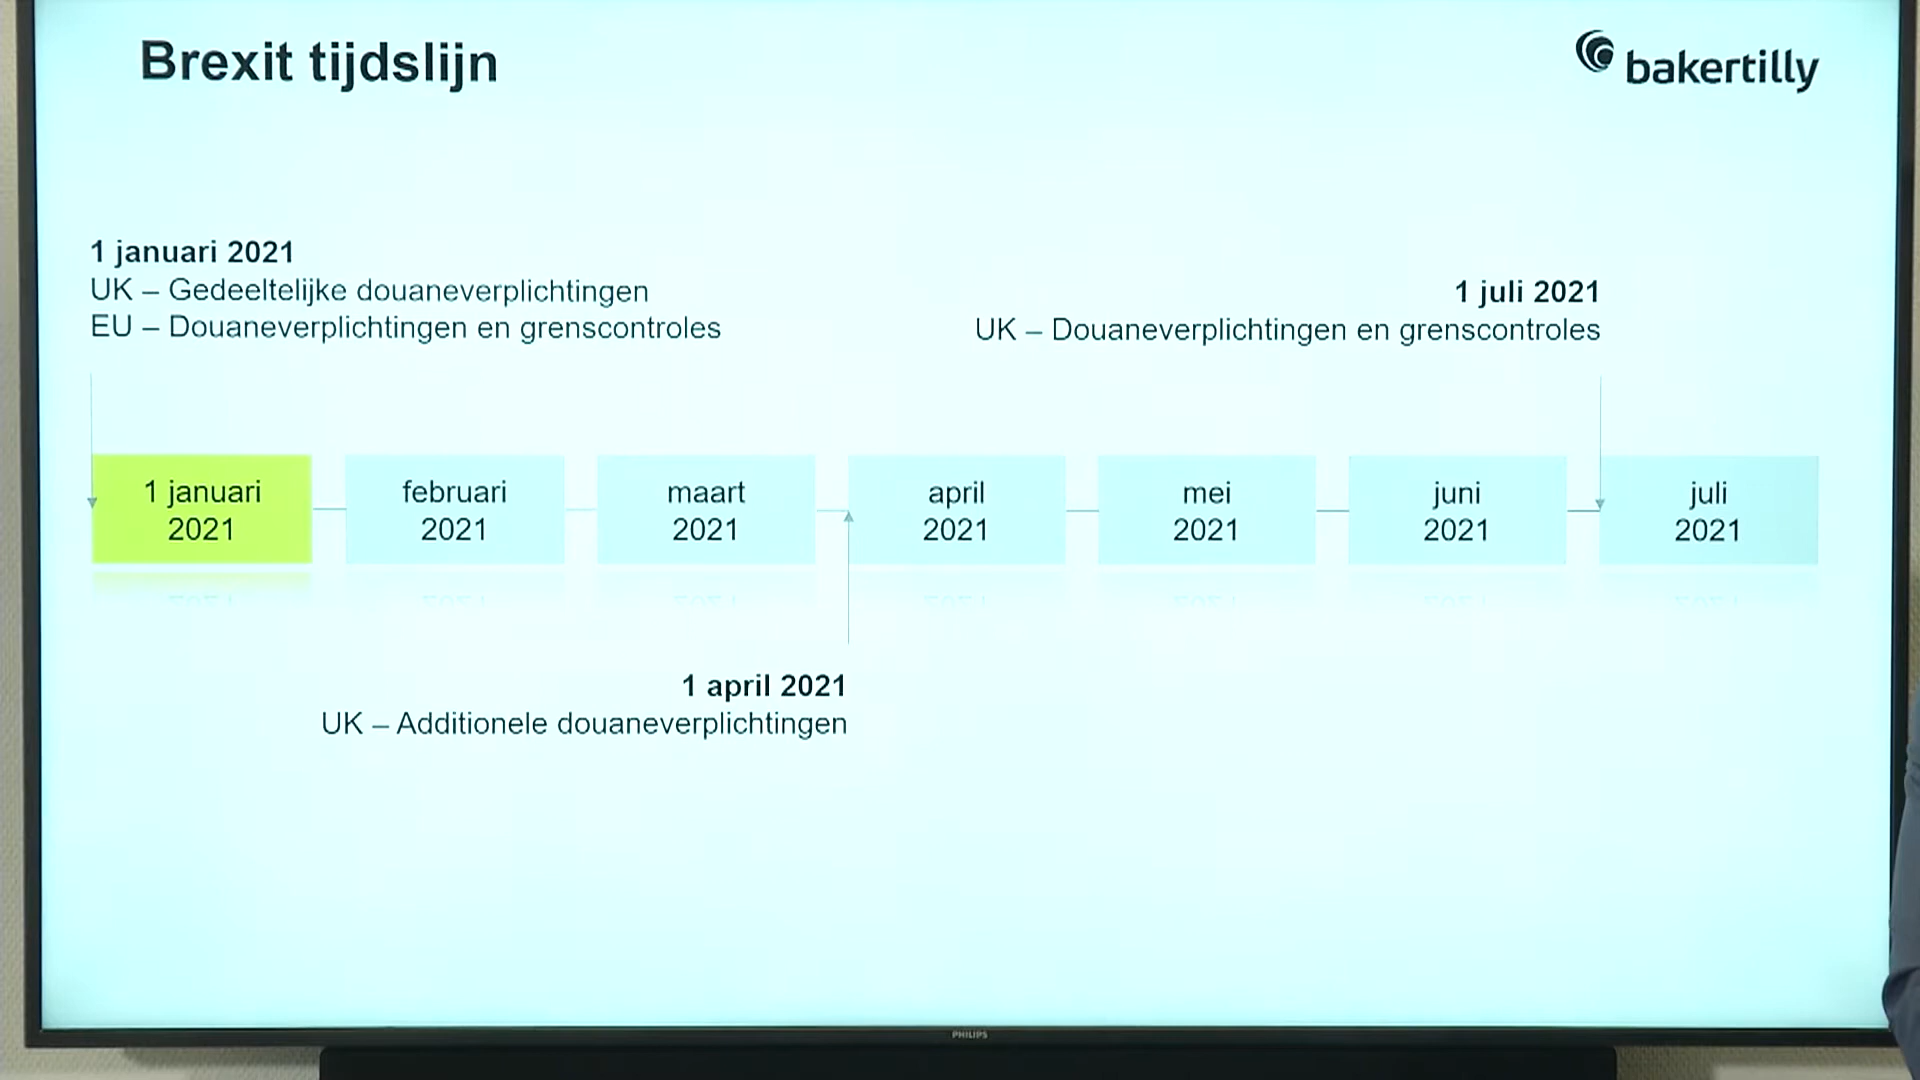 Brexit tijdslijn
bakertilly
1 januari 2021
UK – Gedeeltelijke douaneverplichtingen
EU – Douaneverplichtingen en grenscontroles
1 juli 2021
UK – Douaneverplichtingen en grenscontroles
1 januari
2021
februari
2021
maart
2021
april
2021
mei
2021
juni
2021
juli
2021
1 april 2021
UK – Additionele douaneverplichtingen
PHILIPS